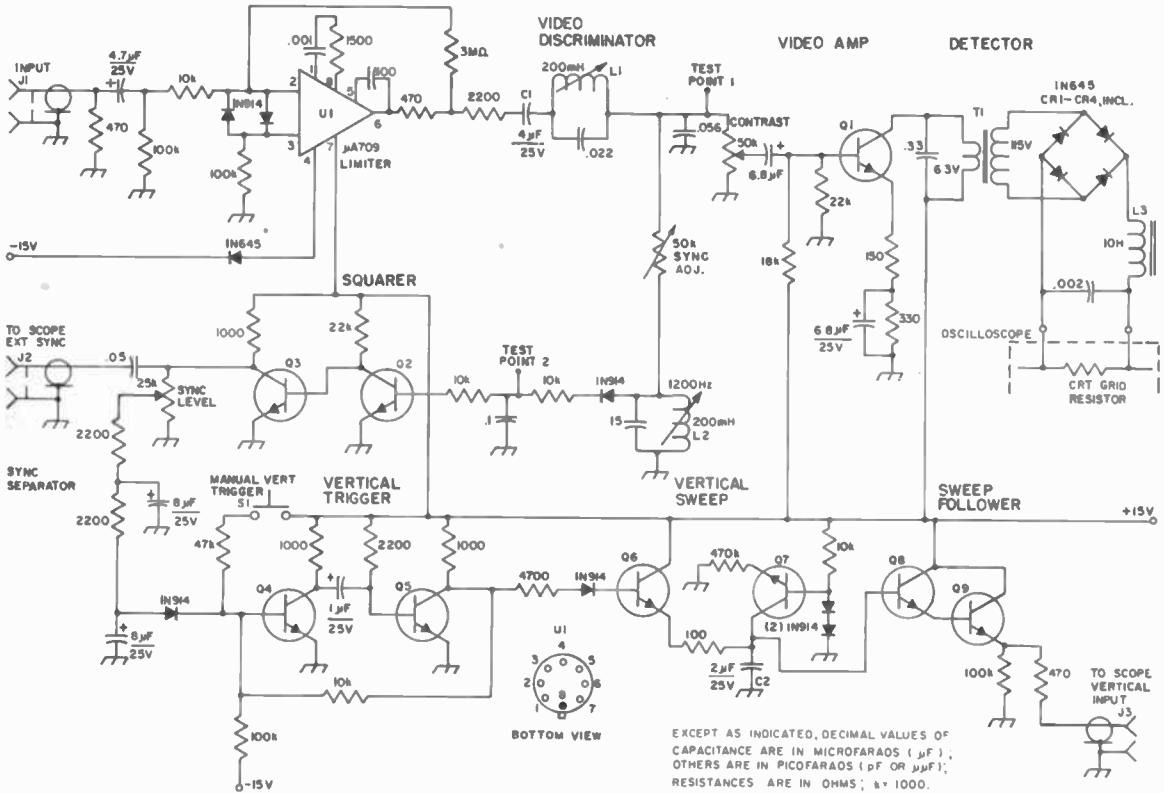 VIDEO
DISCRIMINATOR
VIDEO AMP
DETECTOR
INPUT
J1
4.7µF
25V
470
100k
10k
1N914
100k
.001
1500
3MΩ
2
3
1
8
5
6
7
4
U1
µA709
LIMITER
470
2200
C1
4µF
25V
200mH
L1
.022
TEST
POINT 1
.056
CONTRAST
50k
6.8µF
22k
18k
Q1
150
330
6.8µF
25V
.33
6.3V
T1
115V
1N645
CR1-CR4, INCL.
L3
10H
.002
OSCILLOSCOPE
CRT GRID
RESISTOR
-15V
1N645
50k
SYNC
ADJ.
SQUARER
1000
22k
TO SCOPE
EXT SYNC
J2
.05
25k
SYNC
LEVEL
Q3
Q2
10k
TEST
POINT 2
.1
10k
1N914
1200Hz
.15
200mH
L2
2200
SYNC
SEPARATOR
2200
8µF
25V
8µF
25V
MANUAL VERT
TRIGGER
S1
VERTICAL
TRIGGER
VERTICAL
SWEEP
SWEEP
FOLLOWER
+15V
47k
1000
2200
1000
1N914
Q4
1µF
25V
Q5
10k
100k
-15V
4700
1N914
Q6
470k
Q7
10k
(2) 1N914
100
2µF
25V
C2
Q8
Q9
100k
470
TO SCOPE
VERTICAL
INPUT
J3
U1
1
2
3
4
5
6
7
8
BOTTOM VIEW
EXCEPT AS INDICATED, DECIMAL VALUES OF
CAPACITANCE ARE IN MICROFARADS (µF);
OTHERS ARE IN PICOFARADS (pF OR µµF);
RESISTANCES ARE IN OHMS; k=1000.